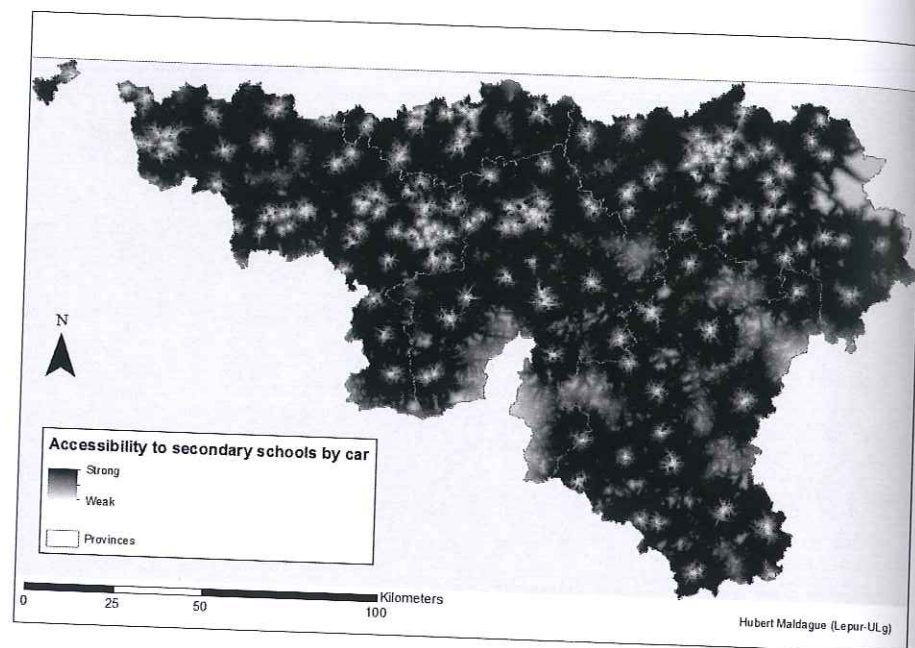 N
Accessibility to secondary schools by car
Strong
Weak
Provinces
Kilometers
0 25 50 100
Hubert Maldague (Lepur-ULg)